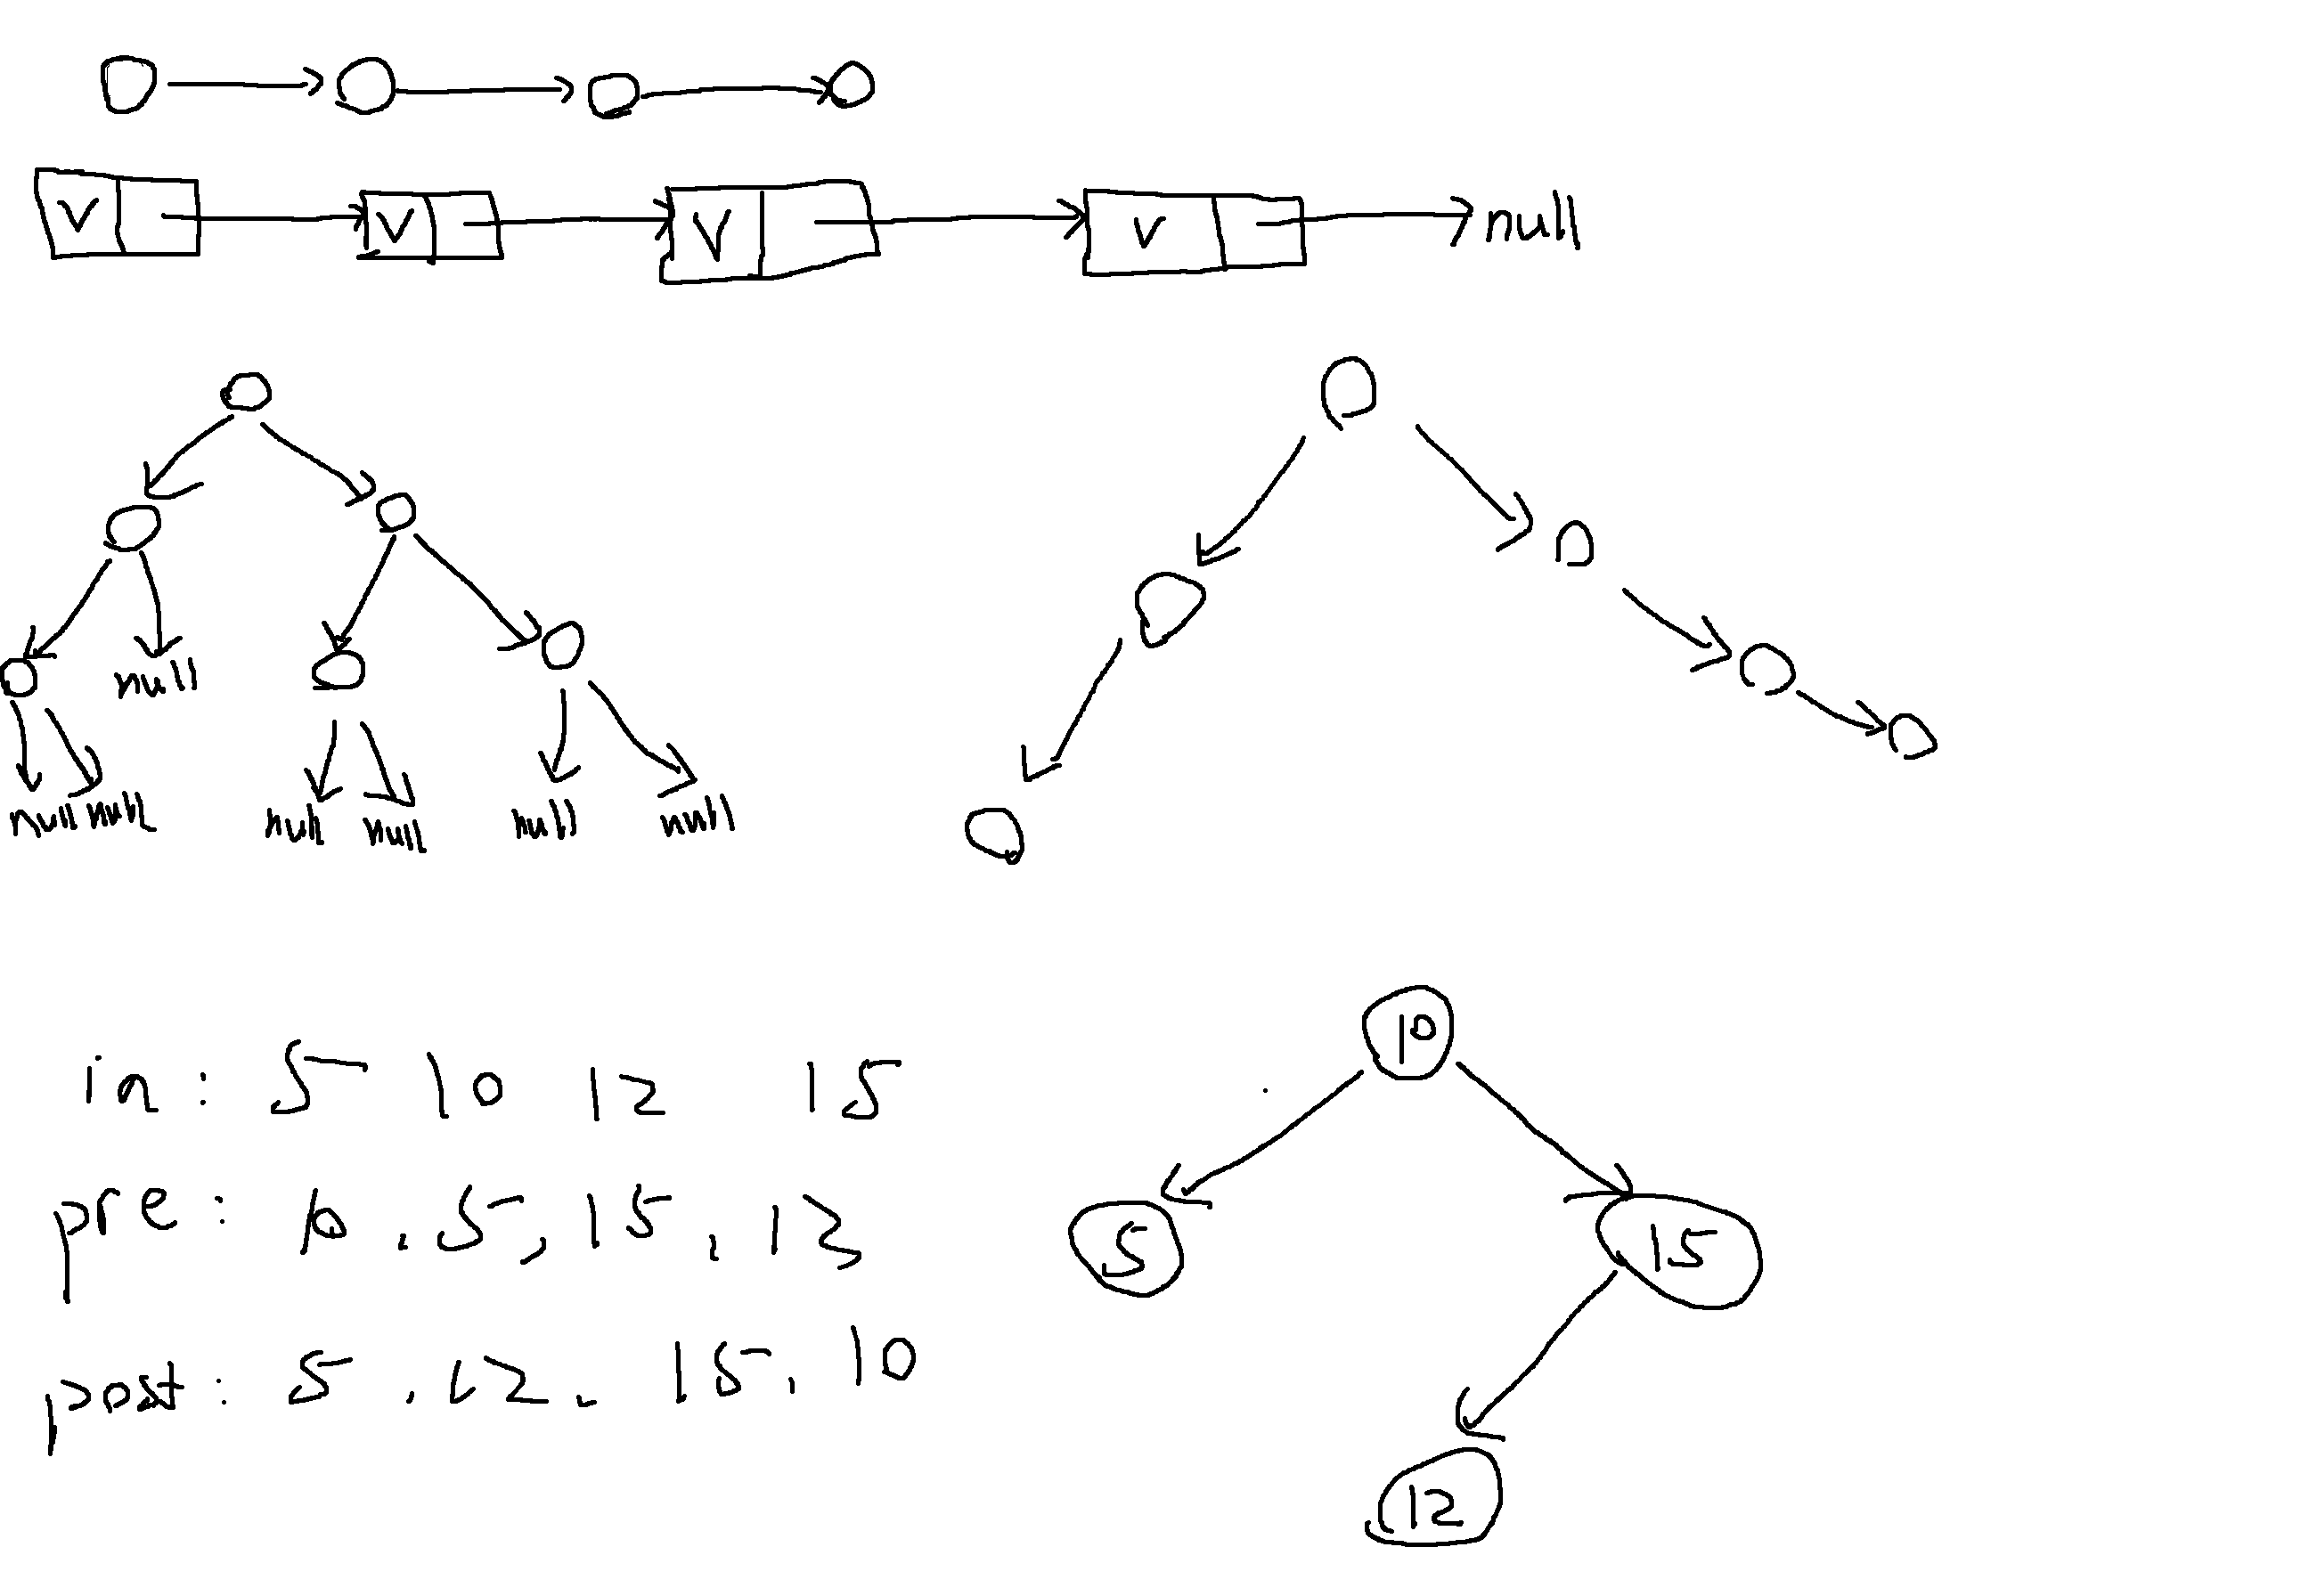 V V V V null
null
null null null null null null
10
in: 5 10 12 15
pre: 10, 5, 15, 12
5 15
post: 5, 12, 15, 10
12